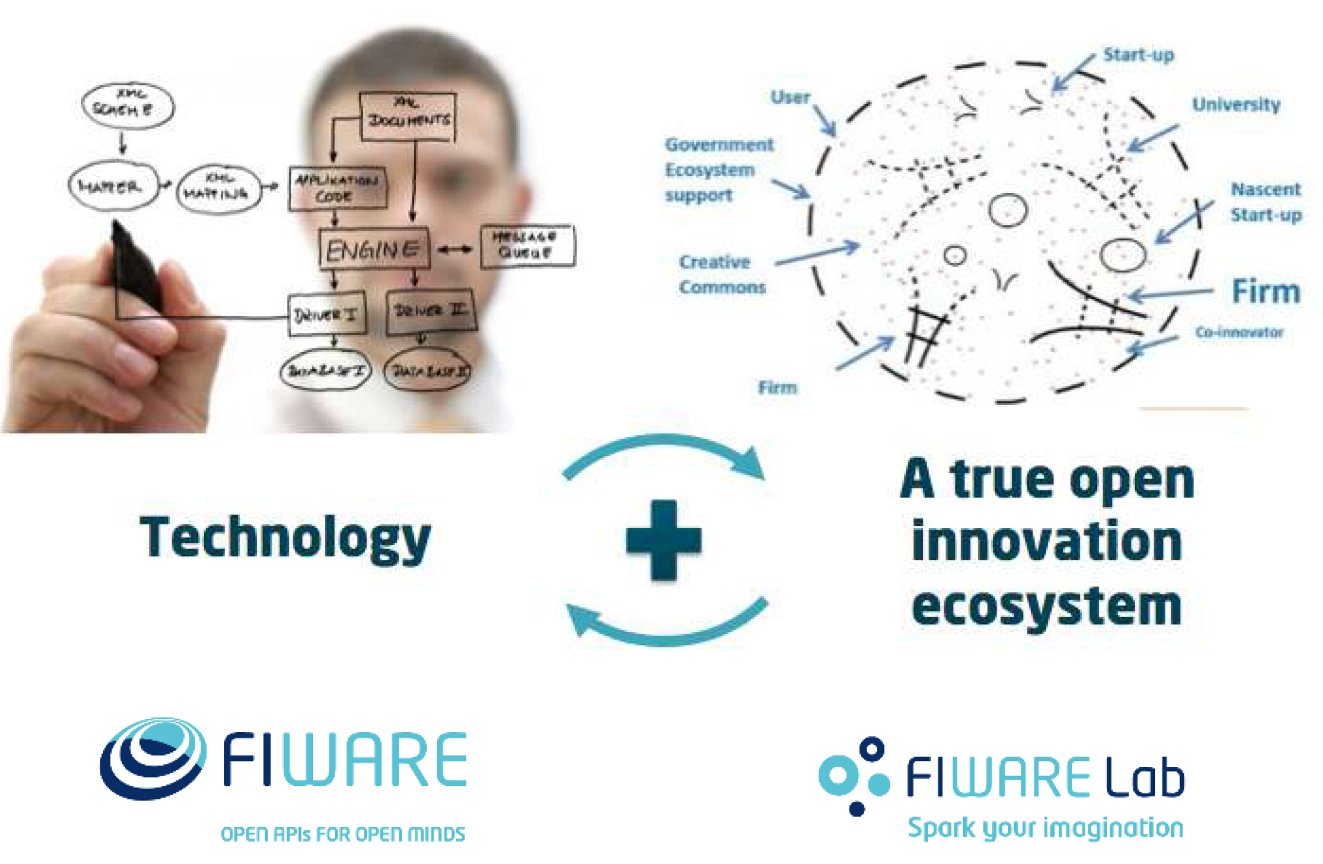 XML
SCHEME
MAPPER
XML
MAPPING
XML
DOCUMENTS
APPLIKATION
CODE
ENGINE
MESSAGE
QUEUE
DRIVER I
DRIVER II
DATABASE I
DATABASE II
Start-up
User
University
Government
Ecosystem
support
Nascent
Start-up
Creative
Commons
Firm
Co-innovator
Firm
Technology
A true open
innovation
ecosystem
FIWARE
OPEN APIs FOR OPEN MINDS
FIWARE Lab
Spark your imagination